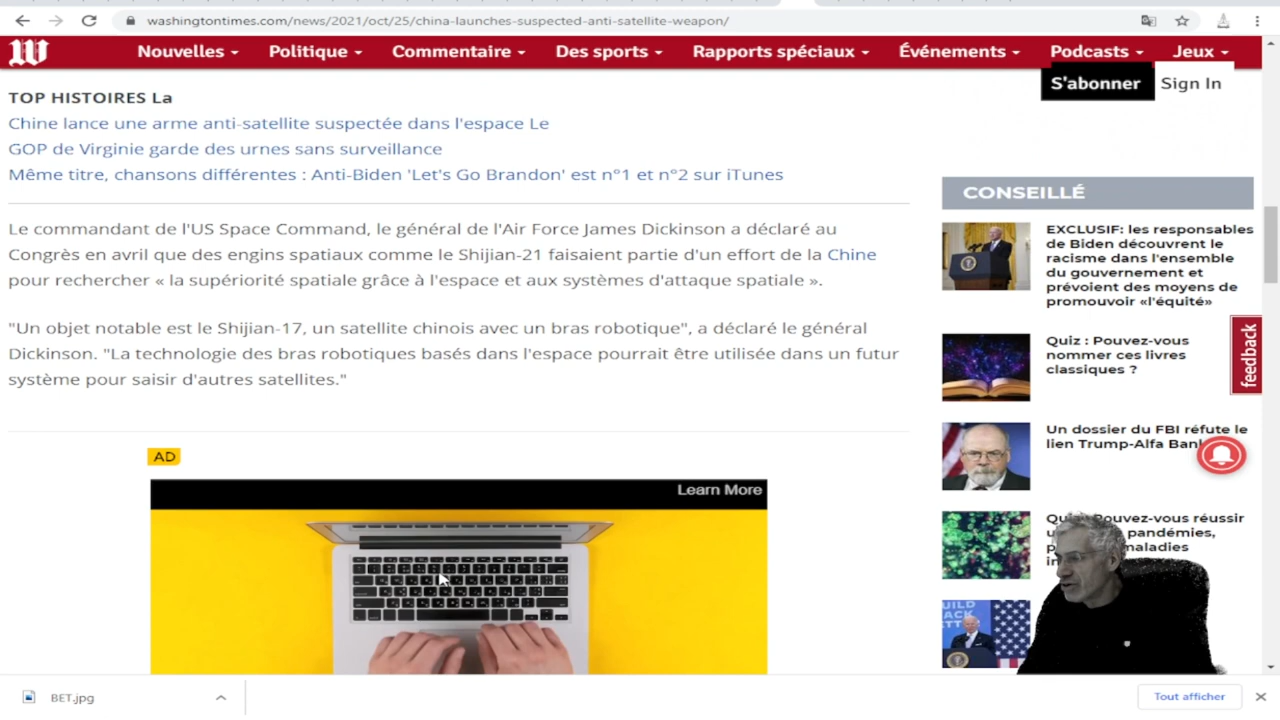 washingtontimes.com/news/2021/oct/25/china-launches-suspected-anti-satellite-weapon/
W
Nouvelles
Politique
Commentaire
Des sports
Rapports spéciaux
Événements
Podcasts
Jeux
S'abonner
Sign In
TOP HISTOIRES La
Chine lance une arme anti-satellite suspectée dans l'espace Le
GOP de Virginie garde des urnes sans surveillance
Même titre, chansons différentes : Anti-Biden 'Let's Go Brandon' est n°1 et n°2 sur iTunes
Le commandant de l'US Space Command, le général de l'Air Force James Dickinson a déclaré au
Congrès en avril que des engins spatiaux comme le Shijian-21 faisaient partie d'un effort de la Chine
pour rechercher « la supériorité spatiale grâce à l'espace et aux systèmes d'attaque spatiale ».
"Un objet notable est le Shijian-17, un satellite chinois avec un bras robotique", a déclaré le général
Dickinson. "La technologie des bras robotiques basés dans l'espace pourrait être utilisée dans un futur
système pour saisir d'autres satellites."
AD
Learn More
CONSEILLÉ
EXCLUSIF: les responsables
de Biden découvrent le
racisme dans l'ensemble
du gouvernement et
prévoient des moyens de
promouvoir «l'équité»
Quiz : Pouvez-vous
nommer ces livres
classiques ?
Un dossier du FBI réfute le
lien Trump-Alfa Bank
Pouvez-vous réussir
pandémies,
maladies
feedback
BET.jpg
Tout afficher